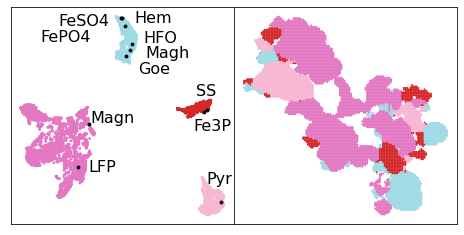 FeSO4 Hem
FePO4 HFO
Magh
Goe
SS
Magn Fe3P
LFP
Pyr